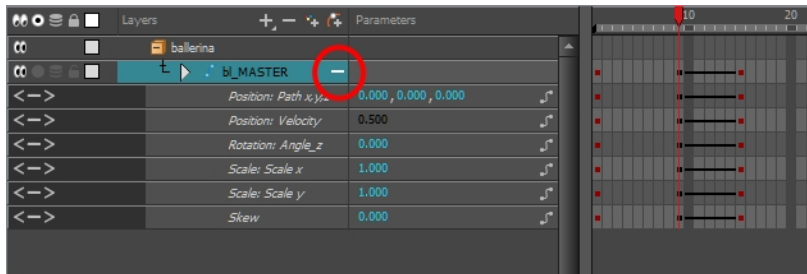 Layers Parameters 10 20
ballerina
bl_MASTER
Position: Path x,y,z 0.000 , 0.000 , 0.000
Position: Velocity 0.500
Rotation: Angle_z 0.000
Scale: Scale x 1.000
Scale: Scale y 1.000
Skew 0.000